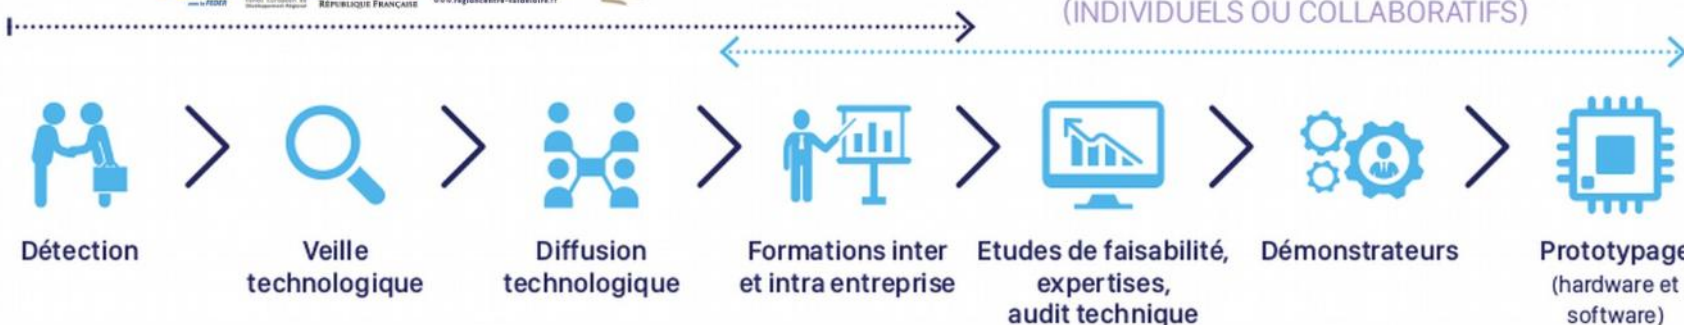 RÉPUBLIQUE FRANÇAISE
(INDIVIDUELS OU COLLABORATIFS)
Détection
Veille
technologique
Diffusion
technologique
Formations inter
et intra entreprise
Etudes de faisabilité,
expertises,
audit technique
Démonstrateurs
Prototypage
(hardware et
software)